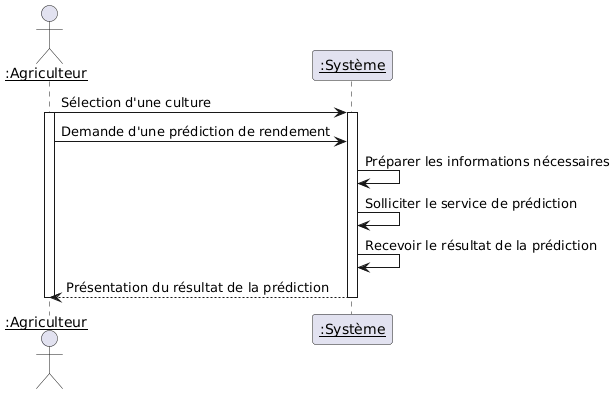 :Agriculteur
:Système
Sélection d'une culture
Demande d'une prédiction de rendement
Préparer les informations nécessaires
Solliciter le service de prédiction
Recevoir le résultat de la prédiction
Présentation du résultat de la prédiction
:Agriculteur
:Système